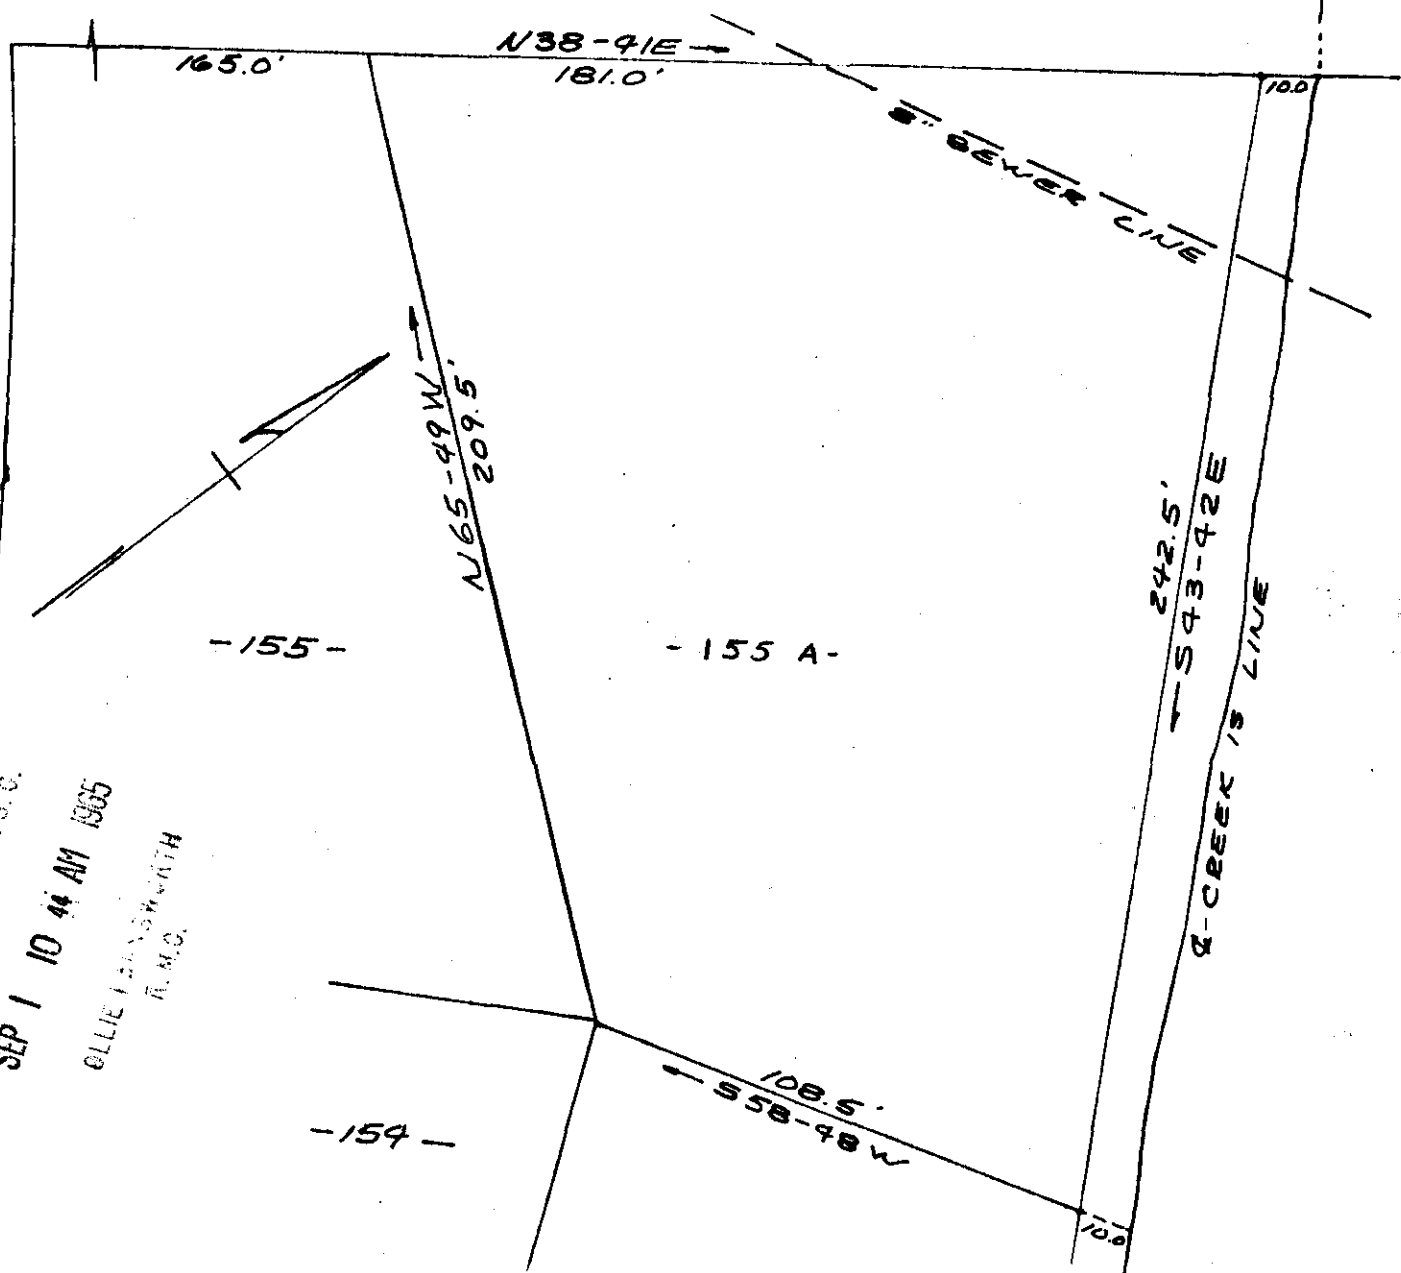 N38-41E
165.0'
181.0'
10.0
8" SEWER LINE
N65-49W
209.5'
242.5'
S43-42E
-155-
-155 A-
℄-CREEK IS LINE
SEP 1 10 44 AM 1965
OLLIE
R.M.C.
108.5'
S58-48W
-154-
10.0